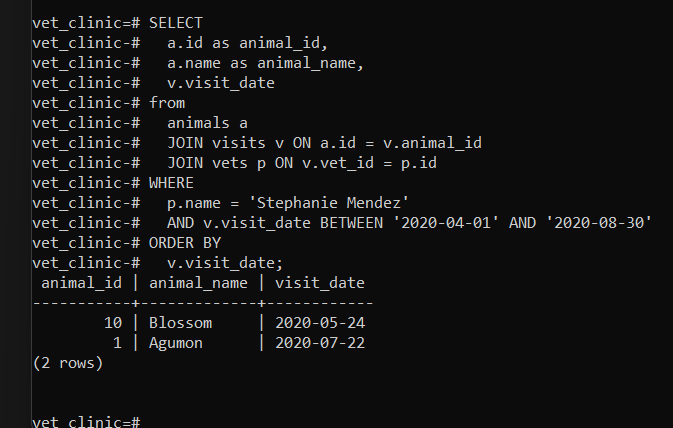 vet_clinic=# SELECT
vet_clinic-#   a.id as animal_id,
vet_clinic-#   a.name as animal_name,
vet_clinic-#   v.visit_date
vet_clinic-# from
vet_clinic-#   animals a
vet_clinic-#   JOIN visits v ON a.id = v.animal_id
vet_clinic-#   JOIN vets p ON v.vet_id = p.id
vet_clinic-# WHERE
vet_clinic-#   p.name = 'Stephanie Mendez'
vet_clinic-#   AND v.visit_date BETWEEN '2020-04-01' AND '2020-08-30'
vet_clinic-# ORDER BY
vet_clinic-#   v.visit_date;
 animal_id | animal_name | visit_date
-----------+-------------+------------
        10 | Blossom     | 2020-05-24
         1 | Agumon      | 2020-07-22
(2 rows)
vet_clinic=#